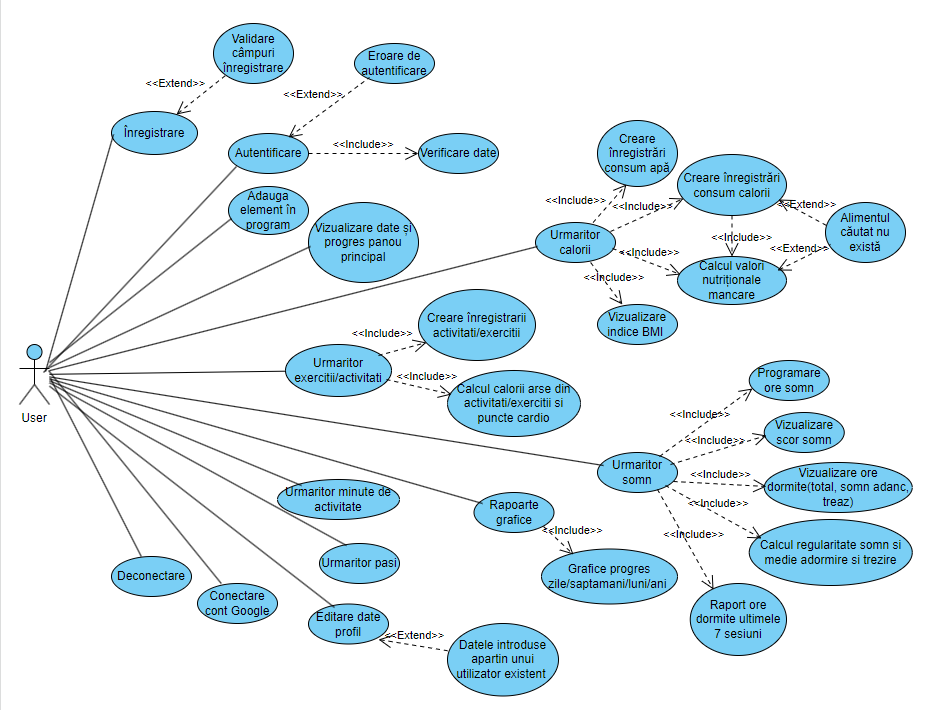 Validare
câmpuri
înregistrare
<<Extend>>
Înregistrare
Eroare de
autentificare
<<Extend>>
Autentificare
<<Include>>
Verificare date
Adauga
element în
program
Vizualizare date și
progres panou
principal
Creare
înregistrări
consum apă
Creare înregistrări
consum calorii
<<Include>>
<<Include>>
<<Extend>>
Urmaritor
calorii
Alimentul
căutat nu
există
<<Include>>
<<Include>>
<<Extend>>
<<Include>>
Calcul valori
nutriționale
mancare
Vizualizare
indice BMI
Creare înregistrarii
activitati/exercitii
<<Include>>
Urmaritor
exercitii/activitati
<<Include>>
Calcul calorii arse din
activitati/exercitii si
puncte cardio
User
Programare
ore somn
<<Include>>
Vizualizare
scor somn
<<Include>>
Urmaritor
somn
<<Include>>
Vizualizare ore
dormite(total, somn adanc,
treaz)
<<Include>>
<<Include>>
Calcul regularitate somn si
medie adormire si trezire
Raport ore
dormite ultimele
7 sesiuni
Urmaritor minute de
activitate
Rapoarte
grafice
<<Include>>
Grafice progres
zile/saptamani/luni/ani
Urmaritor pasi
Deconectare
Conectare
cont Google
Editare date
profil
<<Extend>>
Datele introduse
apartin unui
utilizator existent